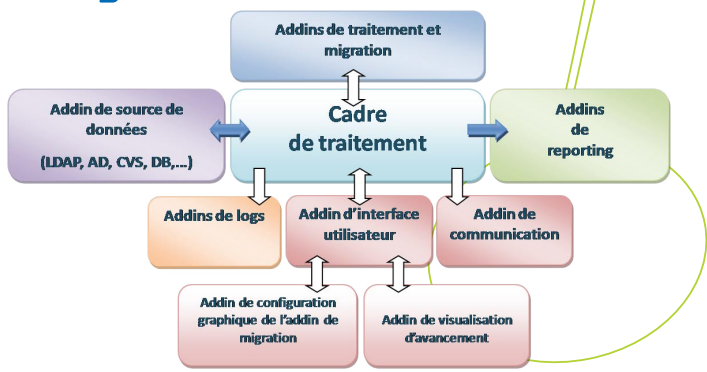 Addins de traitement et
migration
Addin de source de
données
(LDAP, AD, CVS, DB,...)
Cadre
de traitement
Addins
de
reporting
Addins de logs
Addin d'interface
utilisateur
Addin de
communication
Addin de configuration
graphique de l'addin de
migration
Addin de visualisation
d'avancement